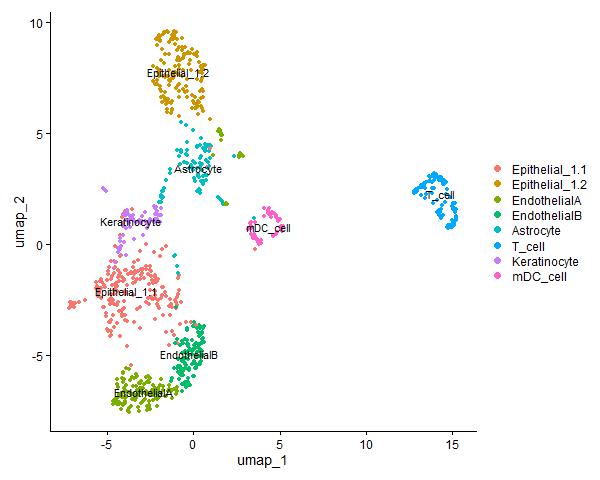 10
5
0
-5
umap_2
-5
0
5
10
15
umap_1
Epithelial_1.2
Astrocyte
T_cell
Keratinocyte
mDC_cell
Epithelial_1.1
EndothelialB
EndothelialA
Epithelial_1.1
Epithelial_1.2
EndothelialA
EndothelialB
Astrocyte
T_cell
Keratinocyte
mDC_cell